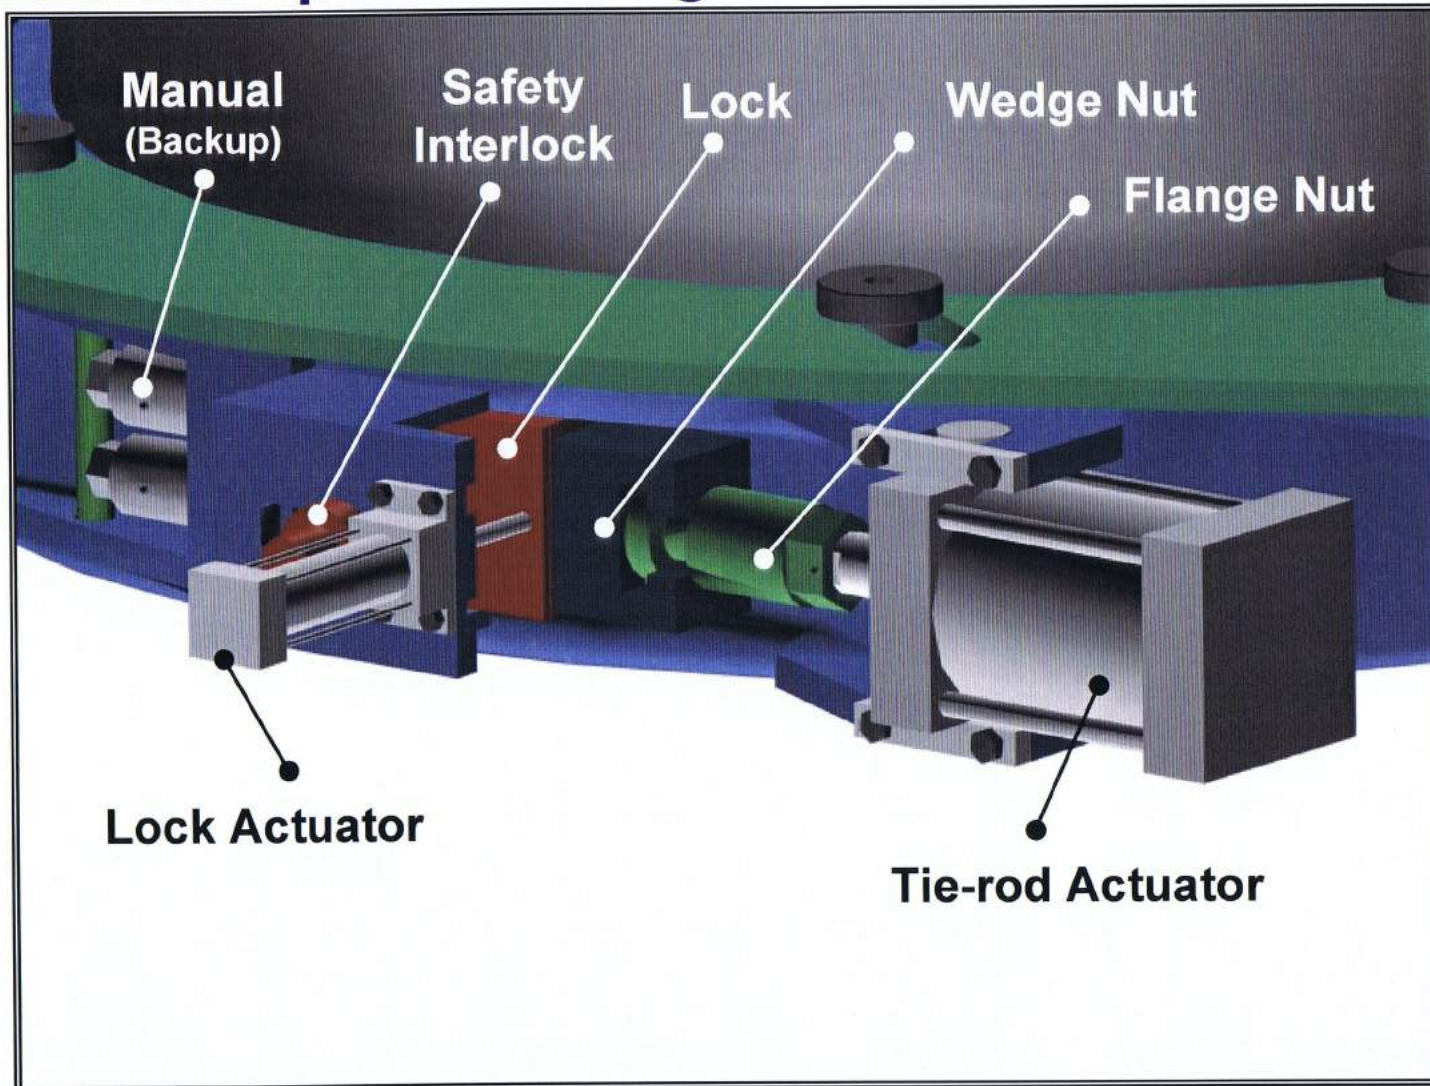 Manual
(Backup)
Safety
Interlock
Lock
Wedge Nut
Flange Nut
Lock Actuator
Tie-rod Actuator